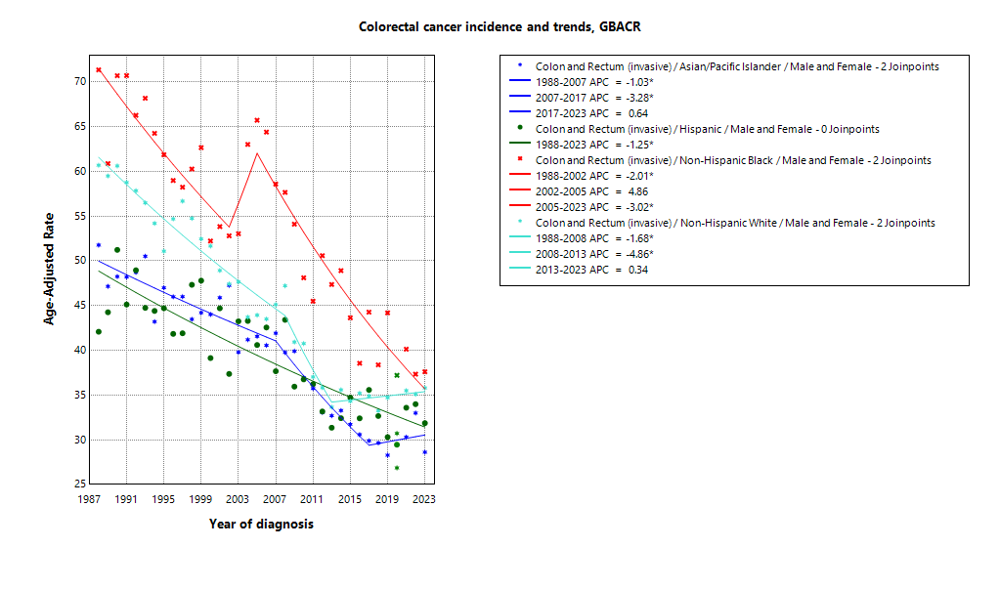 Colorectal cancer incidence and trends, GBACR
Colon and Rectum (invasive) / Asian/Pacific Islander / Male and Female - 2 Joinpoints
1988-2007 APC = -1.03*
2007-2017 APC = -3.28*
2017-2023 APC = 0.64
Colon and Rectum (invasive) / Hispanic / Male and Female - 0 Joinpoints
1988-2023 APC = -1.25*
Colon and Rectum (invasive) / Non-Hispanic Black / Male and Female - 2 Joinpoints
1988-2002 APC = -2.01*
2002-2005 APC = 4.86
2005-2023 APC = -3.02*
Colon and Rectum (invasive) / Non-Hispanic White / Male and Female - 2 Joinpoints
1988-2008 APC = -1.68*
2008-2013 APC = -4.86*
2013-2023 APC = 0.34
Age-Adjusted Rate
70
65
60
55
50
45
40
35
30
25
1987 1991 1995 1999 2003 2007 2011 2015 2019 2023
Year of diagnosis